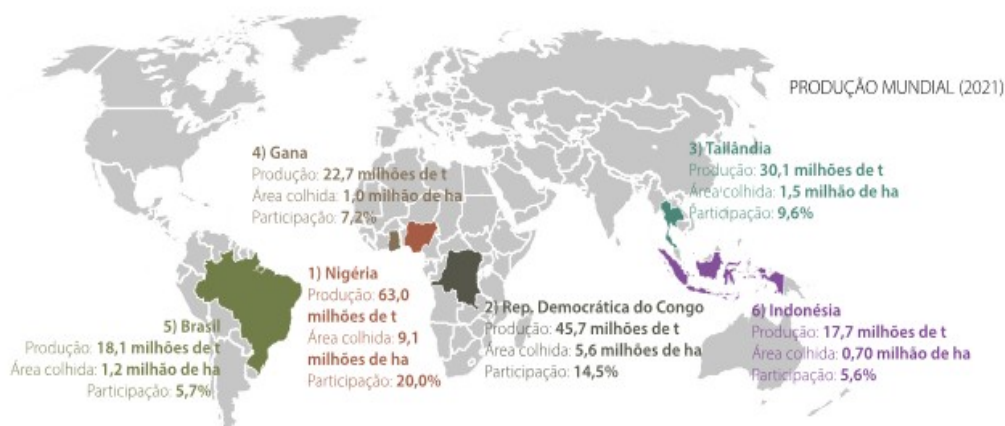 PRODUÇÃO MUNDIAL (2021)
4) Gana
Produção: 22,7 milhões de t
Área colhida: 1,0 milhão de ha
Participação: 7,2%
3) Tailândia
Produção: 30,1 milhões de t
Área colhida: 1,5 milhão de ha
Participação: 9,6%
1) Nigéria
Produção: 63,0
milhões de t
Área colhida: 9,1
milhões de ha
Participação: 20,0%
2) Rep. Democrática do Congo
Produção: 45,7 milhões de t
Área colhida: 5,6 milhões de ha
Participação: 14,5%
5) Brasil
Produção: 18,1 milhões de t
Área colhida: 1,2 milhão de ha
Participação: 5,7%
6) Indonésia
Produção: 17,7 milhões de t
Área colhida: 0,70 milhão de ha
Participação: 5,6%